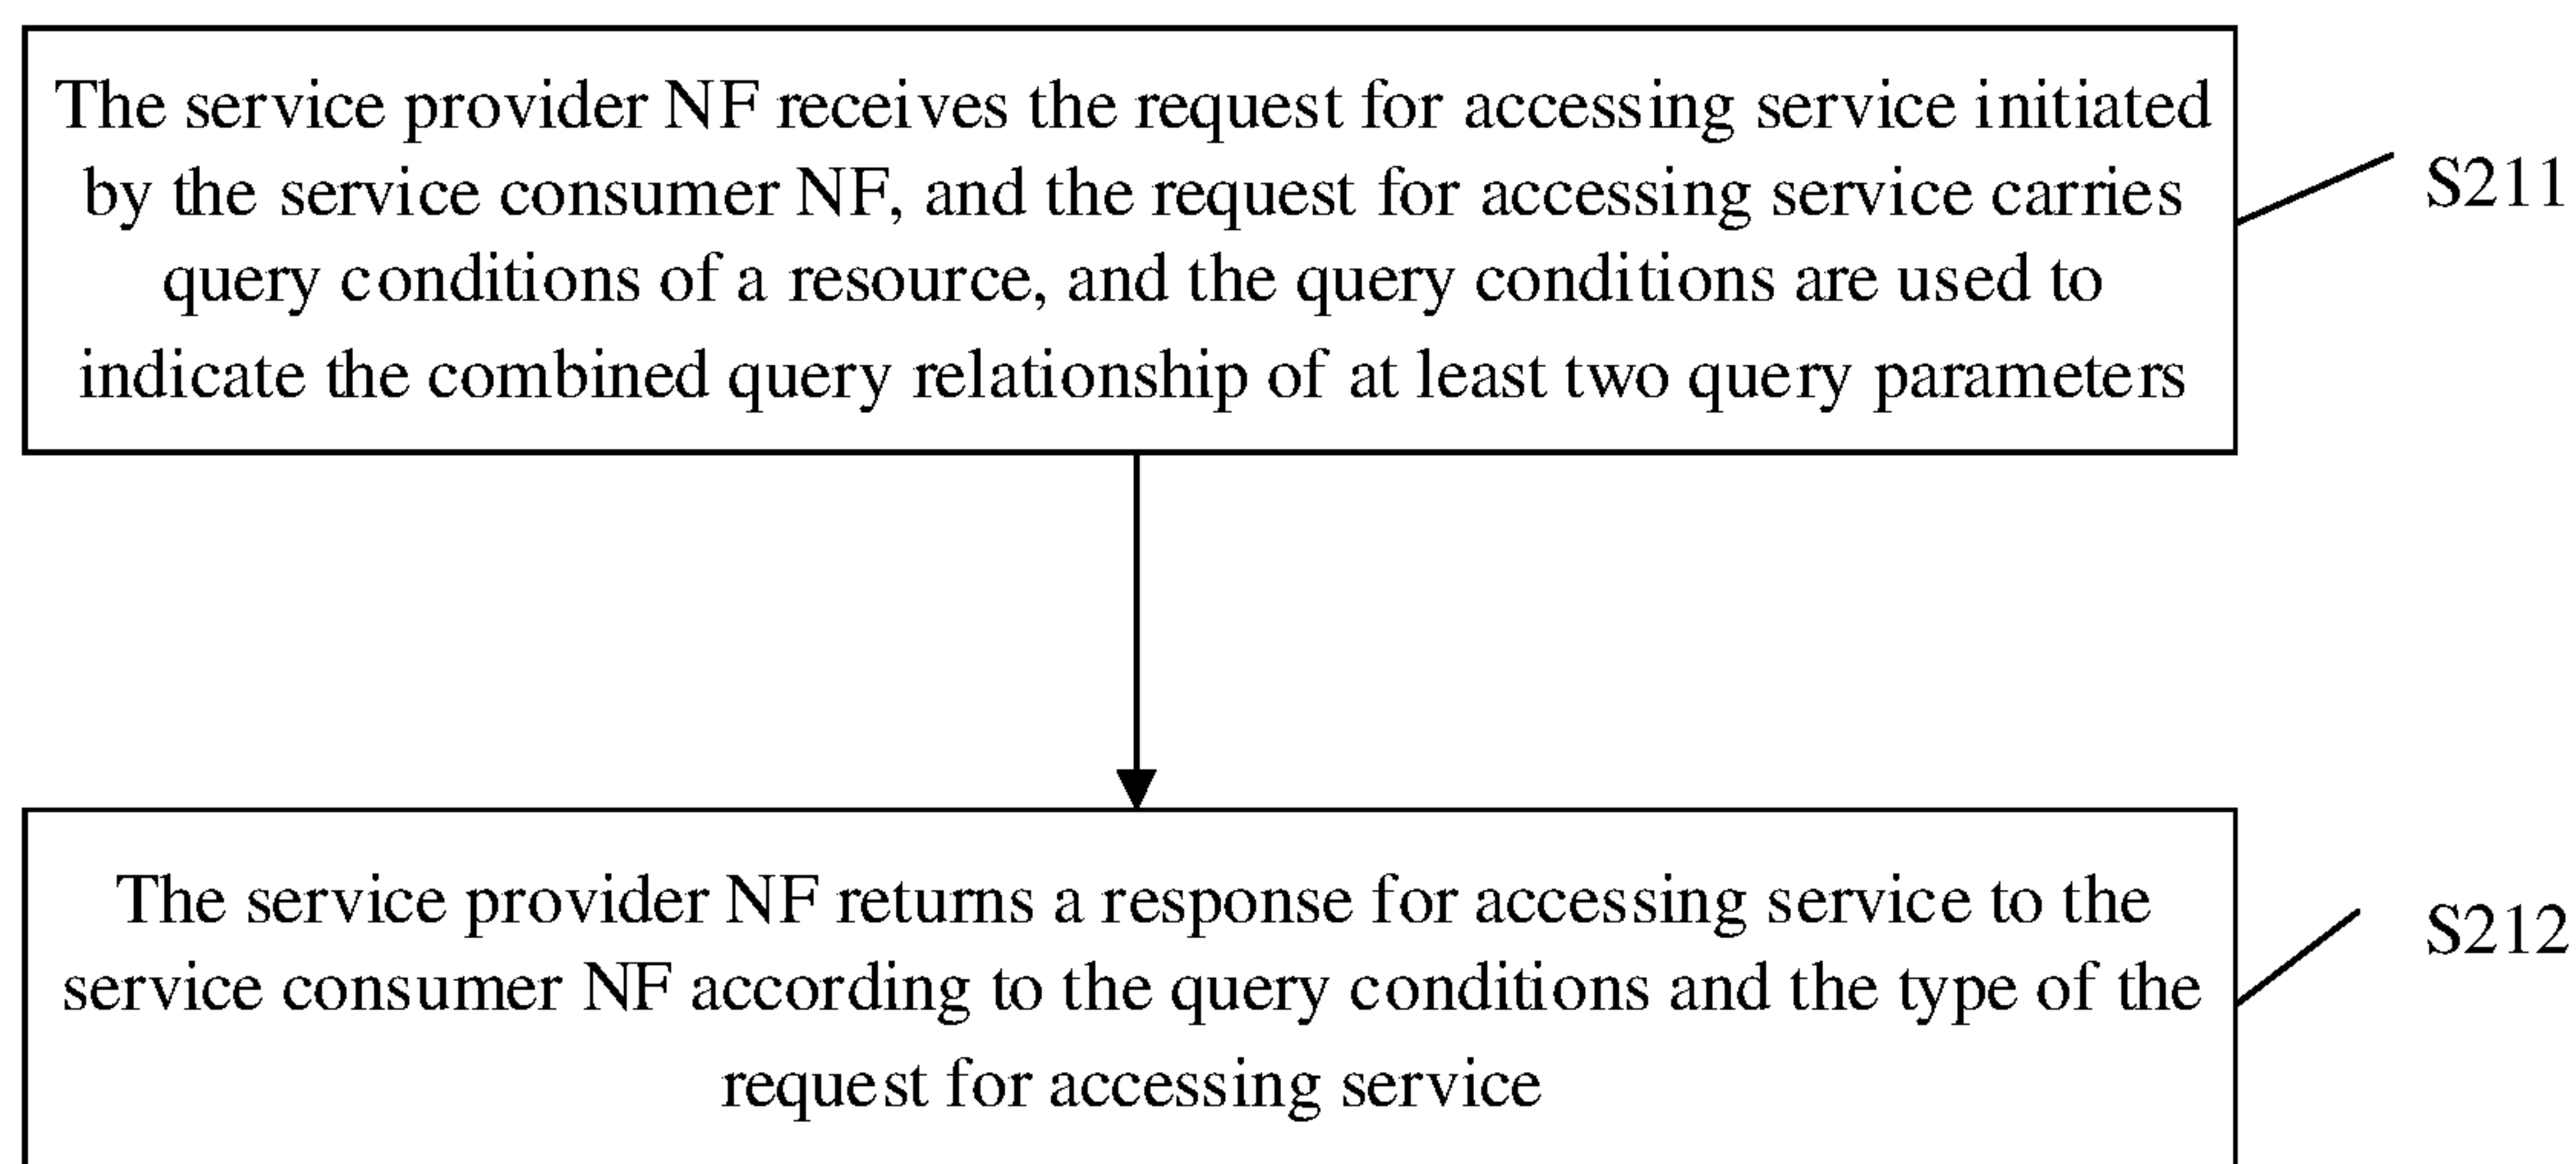 The service provider NF receives the request for accessing service initiated
by the service consumer NF, and the request for accessing service carries
query conditions of a resource, and the query conditions are used to
indicate the combined query relationship of at least two query parameters
S211
The service provider NF returns a response for accessing service to the
service consumer NF according to the query conditions and the type of the
request for accessing service
S212